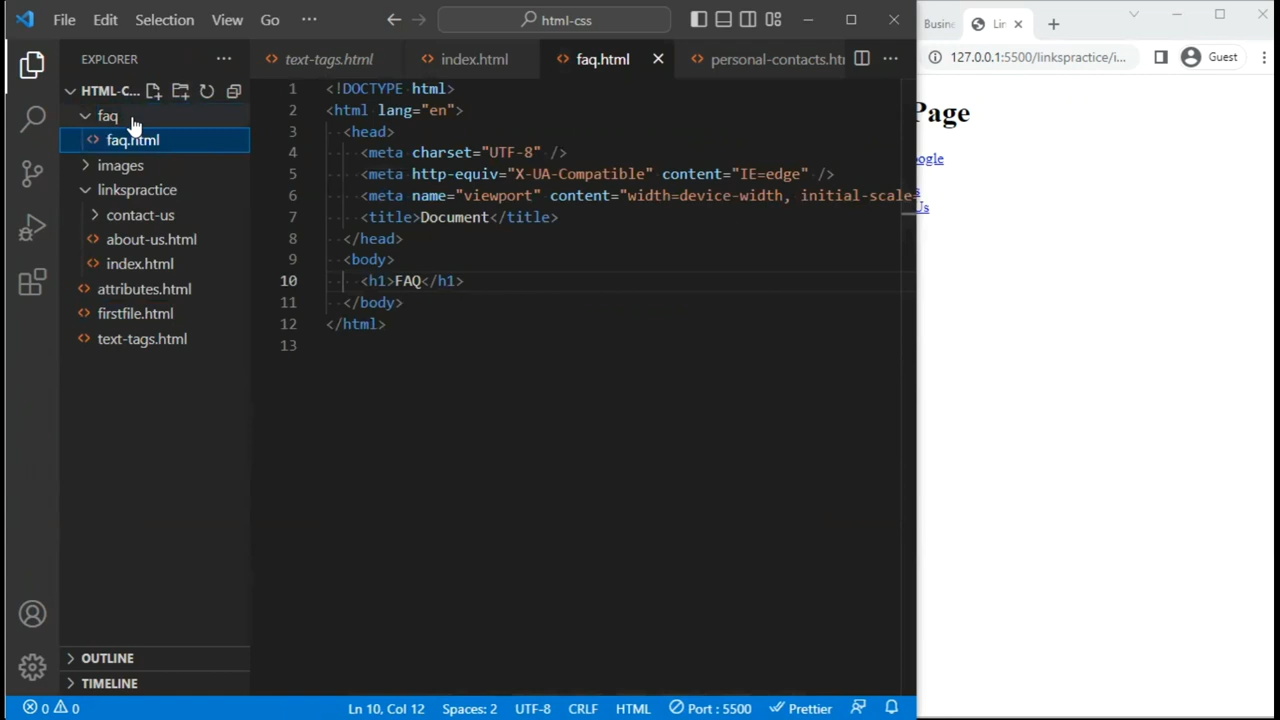 File Edit Selection View Go ··· html-css
EXPLORER ···
HTML-C...
faq
faq.html
images
linkspractice
contact-us
about-us.html
index.html
attributes.html
firstfile.html
text-tags.html
OUTLINE
TIMELINE
text-tags.html index.html faq.html personal-contacts.htm ···
1 <!DOCTYPE html>
2 <html lang="en">
3 <head>
4 <meta charset="UTF-8" />
5 <meta http-equiv="X-UA-Compatible" content="IE=edge" />
6 <meta name="viewport" content="width=device-width, initial-scale=
7 <title>Document</title>
8 </head>
9 <body>
10 <h1>FAQ</h1>
11 </body>
12 </html>
13
0 0 Ln 10, Col 12 Spaces: 2 UTF-8 CRLF HTML Port : 5500 Prettier
Busine Lin
127.0.0.1:5500/linkspractice/i... Guest
Page
ogle
s
Us